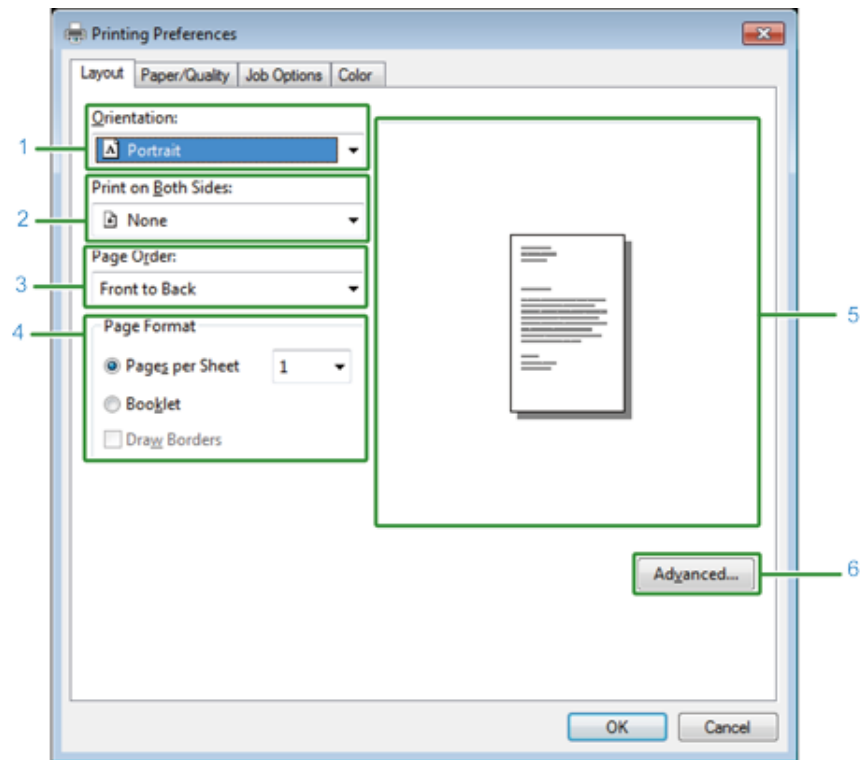 Printing Preferences
Layout Paper/Quality Job Options Color
Orientation:
1
Portrait
Print on Both Sides:
2
None
Page Order:
3
Front to Back
4
Page Format
Pages per Sheet 1
Booklet
Draw Borders
5
Advanced...
6
OK Cancel